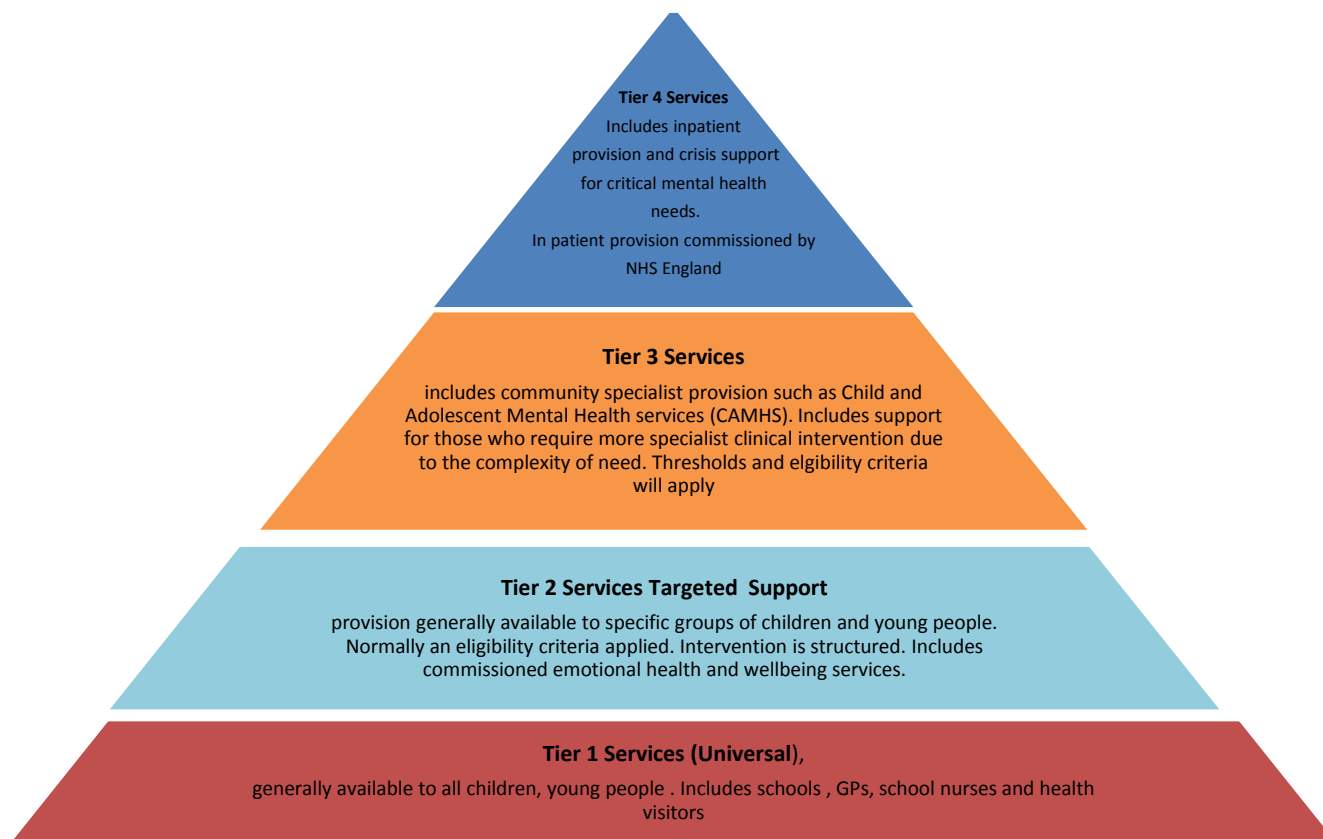 Tier 4 Services
Includes inpatient
provision and crisis support
for critical mental health
needs.
In patient provision commissioned by
NHS England
Tier 3 Services
includes community specialist provision such as Child and
Adolescent Mental Health services (CAMHS). Includes support
for those who require more specialist clinical intervention due
to the complexity of need. Thresholds and elgibility criteria
will apply
Tier 2 Services Targeted  Support
provision generally available to specific groups of children and young people.
Normally an eligibility criteria applied. Intervention is structured. Includes
commissioned emotional health and wellbeing services.
Tier 1 Services (Universal),
generally available to all children, young people . Includes schools , GPs, school nurses and health
visitors